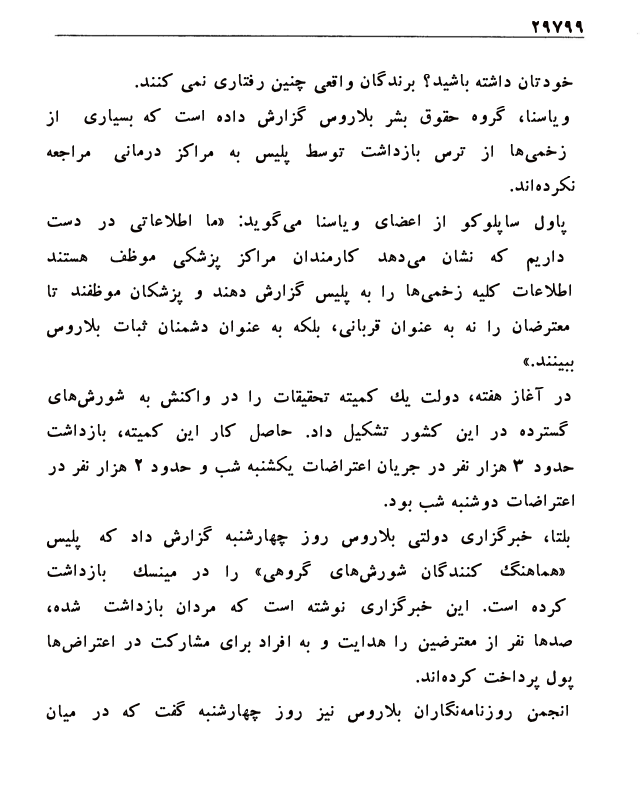 ۲۹۷۹۹
خودتان داشته باشید؟ برندگان واقعی چنین رفتاری نمی کنند.
ویاسنا، گروه حقوق بشر بلاروس گزارش داده است که بسیاری از
زخمی‌ها از ترس بازداشت توسط پلیس به مراکز درمانی مراجعه
نکرده‌اند.
پاول ساپلوکو از اعضای ویاسنا می‌گوید: «ما اطلاعاتی در دست
داریم که نشان می‌دهد کارمندان مراکز پزشکی موظف هستند
اطلاعات کلیه زخمی‌ها را به پلیس گزارش دهند و پزشکان موظفند تا
معترضان را نه به عنوان قربانی، بلکه به عنوان دشمنان ثبات بلاروس
ببینند.»
در آغاز هفته، دولت یك کمیته تحقیقات را در واکنش به شورش‌های
گسترده در این کشور تشکیل داد. حاصل کار این کمیته، بازداشت
حدود ۳ هزار نفر در جریان اعتراضات یکشنبه شب و حدود ۲ هزار نفر در
اعتراضات دوشنبه شب بود.
بلتا، خبرگزاری دولتی بلاروس روز چهارشنبه گزارش داد که پلیس
«هماهنگ کنندگان شورش‌های گروهی» را در مینسك بازداشت
کرده است. این خبرگزاری نوشته است که مردان بازداشت شده،
صدها نفر از معترضین را هدایت و به افراد برای مشارکت در اعتراض‌ها
پول پرداخت کرده‌اند.
انجمن روزنامه‌نگاران بلاروس نیز روز چهارشنبه گفت که در میان